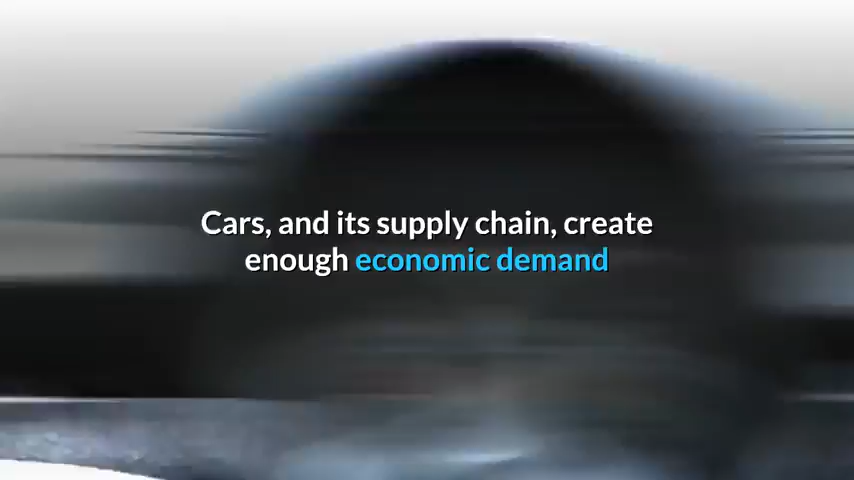 Cars, and its supply chain, create
enough economic demand